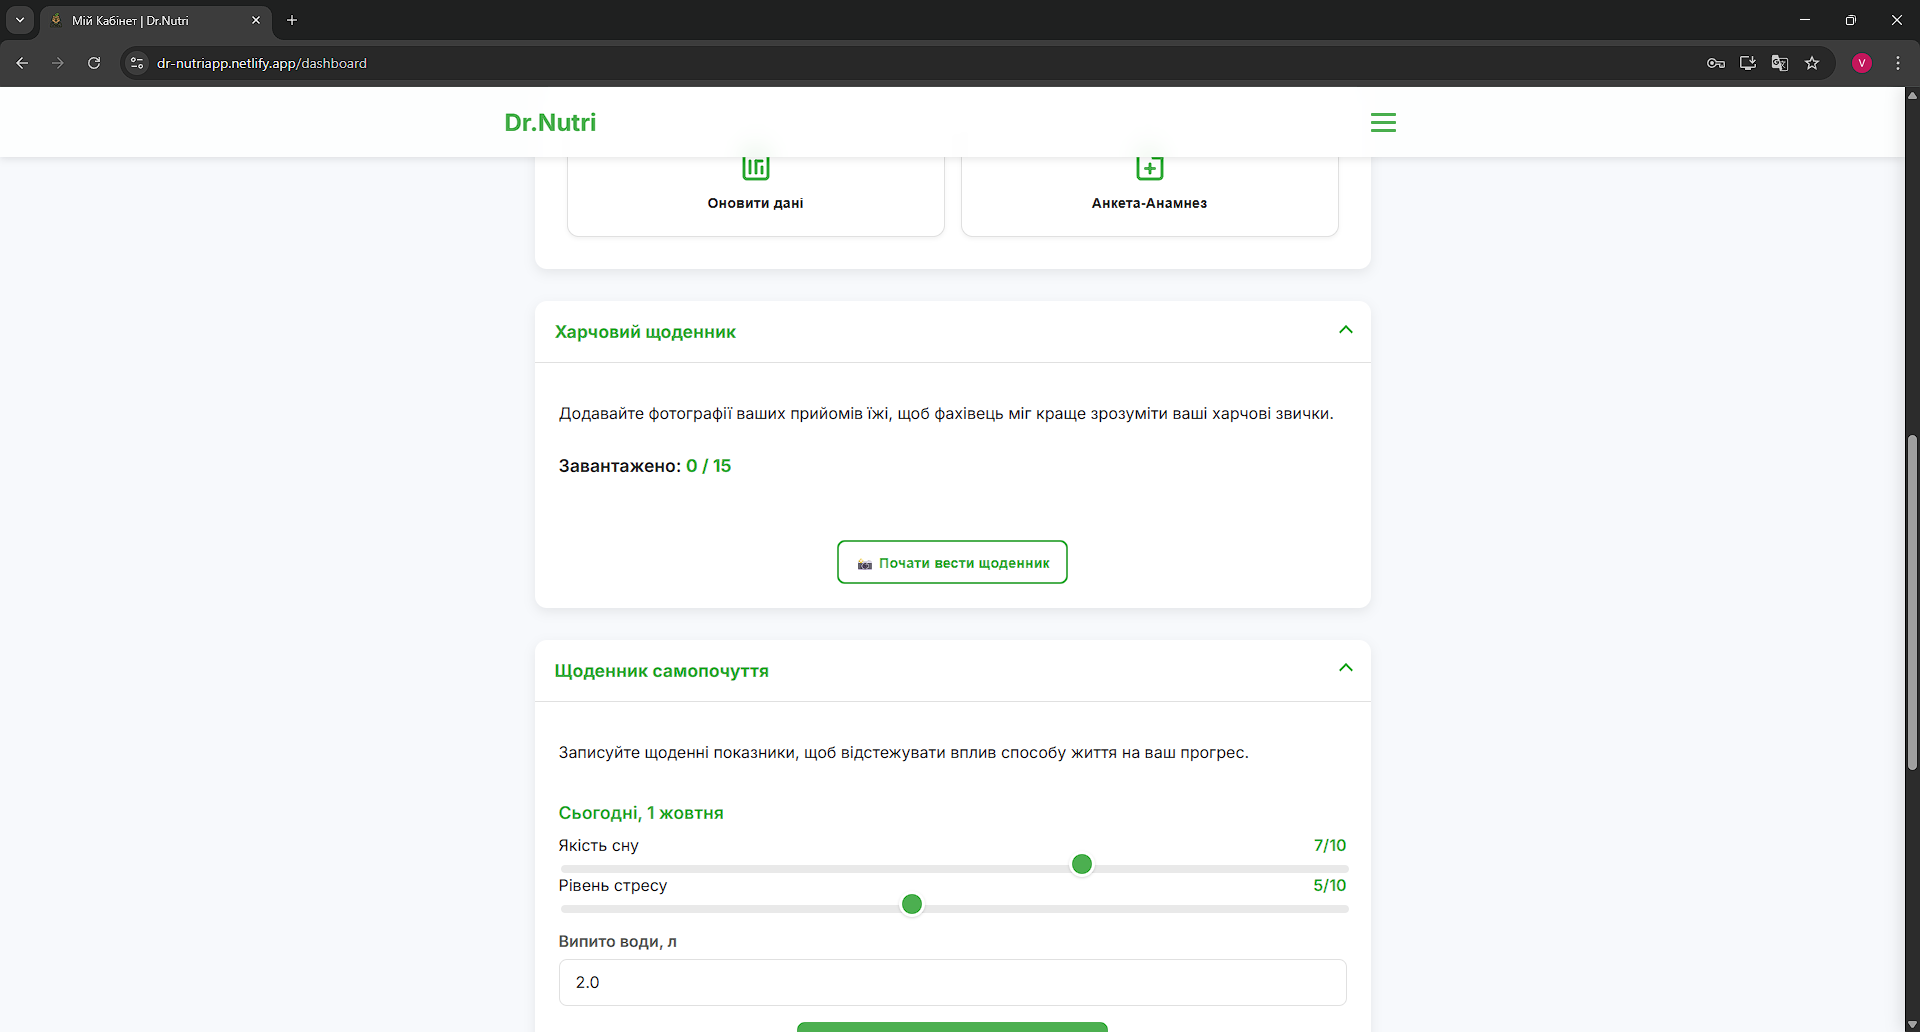 Мій Кабінет | Dr.Nutri
dr-nutriapp.netlify.app/dashboard
V
Dr.Nutri
Оновити дані
Анкета-Анамнез
Харчовий щоденник
Додавайте фотографії ваших прийомів їжі, щоб фахівець міг краще зрозуміти ваші харчові звички.
Завантажено: 0 / 15
Почати вести щоденник
Щоденник самопочуття
Записуйте щоденні показники, щоб відстежувати вплив способу життя на ваш прогрес.
Сьогодні, 1 жовтня
Якість сну 7/10
Рівень стресу 5/10
Випито води, л
2.0